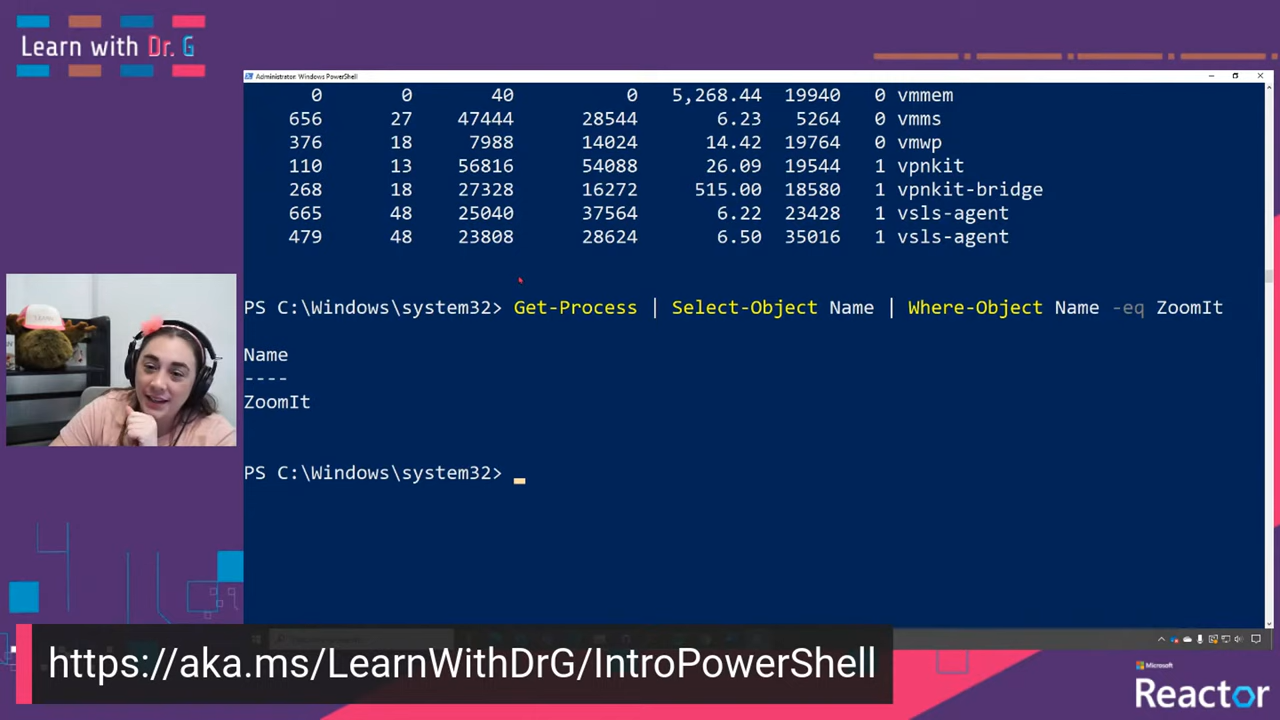 Learn with Dr. G
Administrator: Windows PowerShell
0 0 40 0 5,268.44 19940 0 vmmem
656 27 47444 28544 6.23 5264 0 vmms
376 18 7988 14024 14.42 19764 0 vmwp
110 13 56816 54088 26.09 19544 1 vpnkit
268 18 27328 16272 515.00 18580 1 vpnkit-bridge
665 48 25040 37564 6.22 23428 1 vsls-agent
479 48 23808 28624 6.50 35016 1 vsls-agent
PS C:\Windows\system32> Get-Process | Select-Object Name | Where-Object Name -eq ZoomIt
Name
----
ZoomIt
PS C:\Windows\system32>
https://aka.ms/LearnWithDrG/IntroPowerShell
Microsoft
Reactor